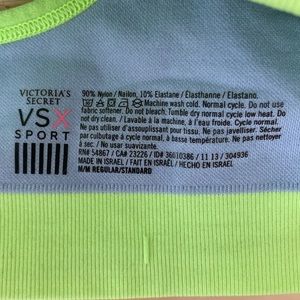 VICTORIA'S
SECRET
VSX
SPORT
90% Nylon / Nailon, 10% Elastane / Elasthanne / Elastano.
Machine wash cold. Normal cycle. Do not use
fabric softener. Do not bleach. Tumble dry normal cycle low heat. Do
not dry clean. / Lavable à la machine, à l'eau froide. Cycle normal.
Ne pas utiliser d'assouplissant pour tissu. Ne pas javelliser. Sécher
par culbutage à cycle normal, à basse température. Ne pas nettoyer à
sec. No usar suavizante.
RN# 54867 / CA# 23226 / ID# 36010386 / 11 13 / 304936
MADE IN ISRAEL / FAIT EN ISRAËL / HECHO EN ISRAEL
M/M REGULAR/STANDARD